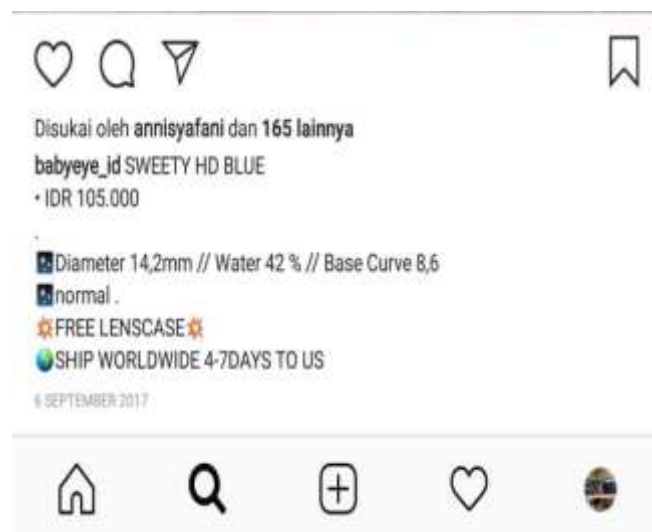 Disukai oleh annisyafani dan 165 lainnya
babyeye_id SWEETY HD BLUE
• IDR 105.000
.
🌃Diameter 14,2mm // Water 42 % // Base Curve 8,6
🌃normal .
💥FREE LENSCASE💥
🌍SHIP WORLDWIDE 4-7DAYS TO US
6 SEPTEMBER 2017